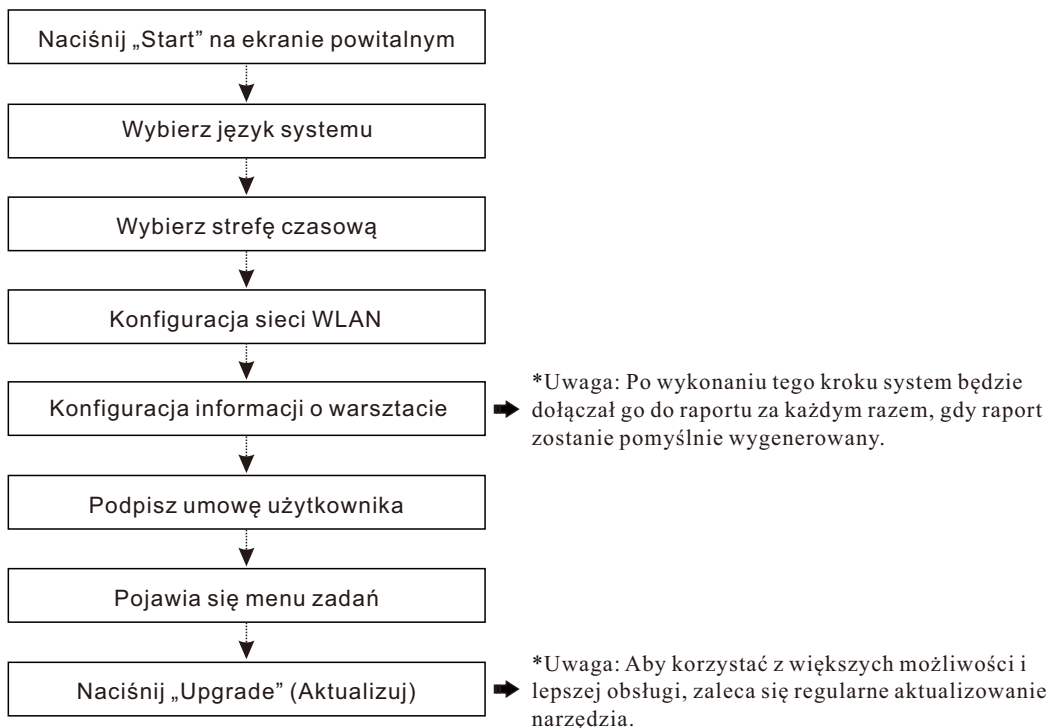 Naciśnij „Start” na ekranie powitalnym
Wybierz język systemu
Wybierz strefę czasową
Konfiguracja sieci WLAN
Konfiguracja informacji o warsztacie
*Uwaga: Po wykonaniu tego kroku system będzie
dołączał go do raportu za każdym razem, gdy raport
zostanie pomyślnie wygenerowany.
Podpisz umowę użytkownika
Pojawia się menu zadań
Naciśnij „Upgrade” (Aktualizuj)
*Uwaga: Aby korzystać z większych możliwości i
lepszej obsługi, zaleca się regularne aktualizowanie
narzędzia.